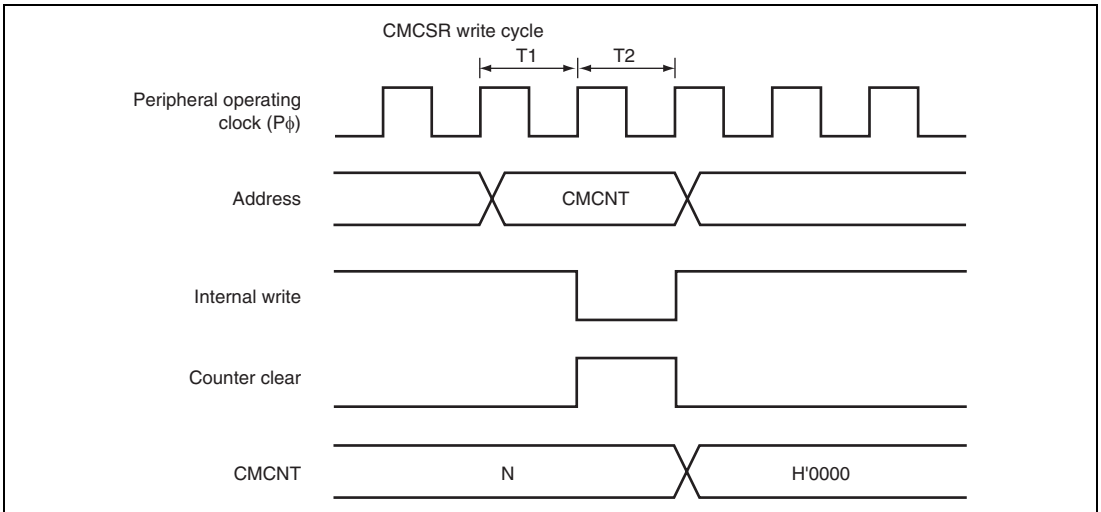 CMCSR write cycle
T1 T2
Peripheral operating
clock (Pϕ)
Address CMCNT
Internal write
Counter clear
CMCNT N H'0000